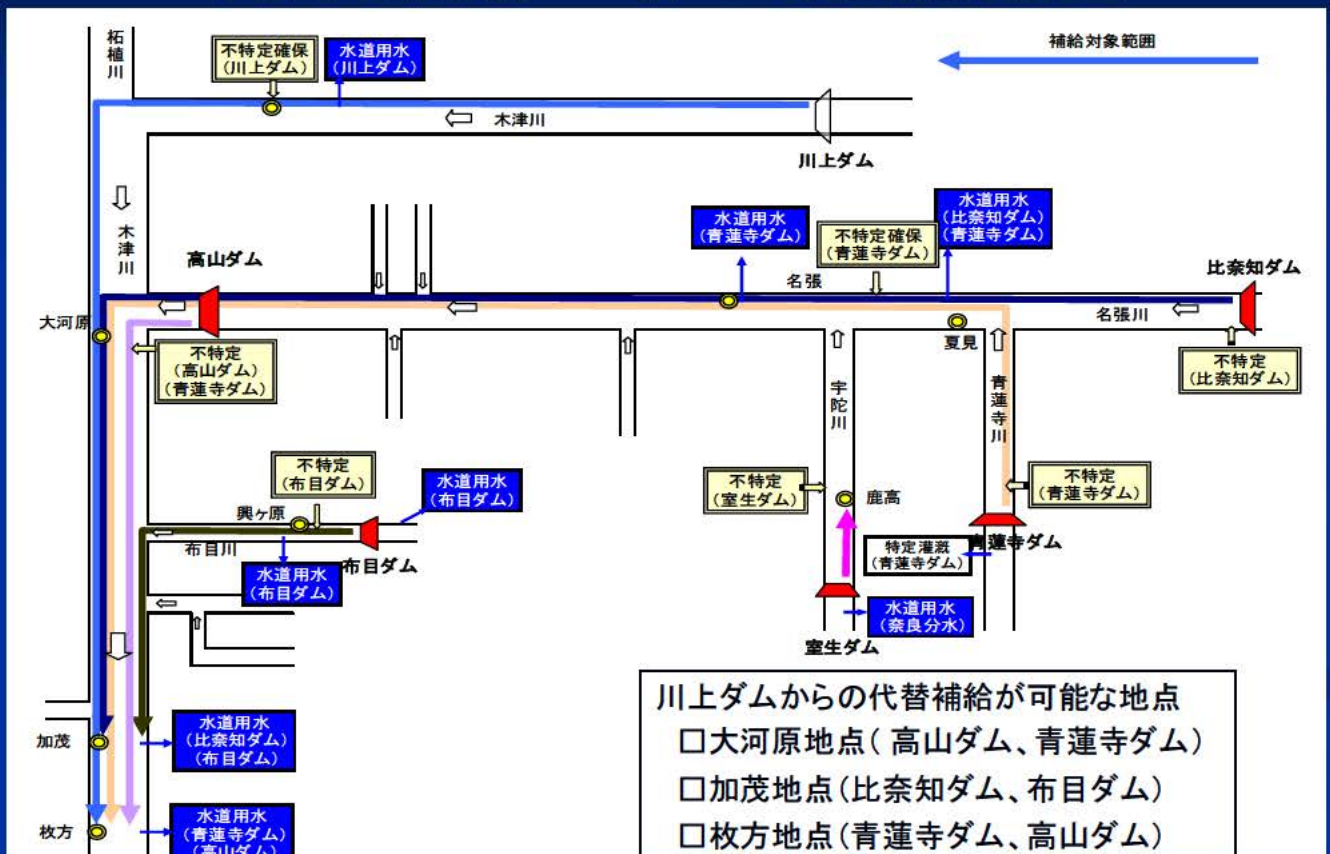 柘植川
不特定確保
(川上ダム)
水道用水
(川上ダム)
補給対象範囲
木津川
川上ダム
木津川
高山ダム
水道用水
(青蓮寺ダム)
不特定確保
(青蓮寺ダム)
水道用水
(比奈知ダム)
(青蓮寺ダム)
比奈知ダム
名張
名張川
大河原
夏見
不特定
(高山ダム)
(青蓮寺ダム)
不特定
(比奈知ダム)
宇陀川
青蓮寺川
不特定
(布目ダム)
水道用水
(布目ダム)
不特定
(室生ダム)
鹿高
不特定
(青蓮寺ダム)
興ヶ原
布目川
布目ダム
水道用水
(布目ダム)
特定灌漑
(青蓮寺ダム)
青蓮寺ダム
水道用水
(奈良分水)
室生ダム
川上ダムからの代替補給が可能な地点
□大河原地点( 高山ダム、青蓮寺ダム)
□加茂地点(比奈知ダム、布目ダム)
□枚方地点(青蓮寺ダム、高山ダム)
加茂
水道用水
(比奈知ダム)
(布目ダム)
枚方
水道用水
(青蓮寺ダム)
(高山ダム)